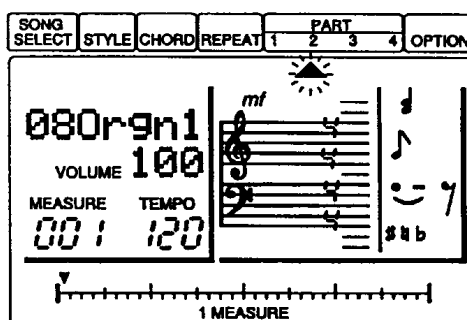 SONG SELECT STYLE CHORD REPEAT PART 1 2 3 4 OPTION
mf
080rgn1
VOLUME 100
MEASURE TEMPO
001 120
1 MEASURE